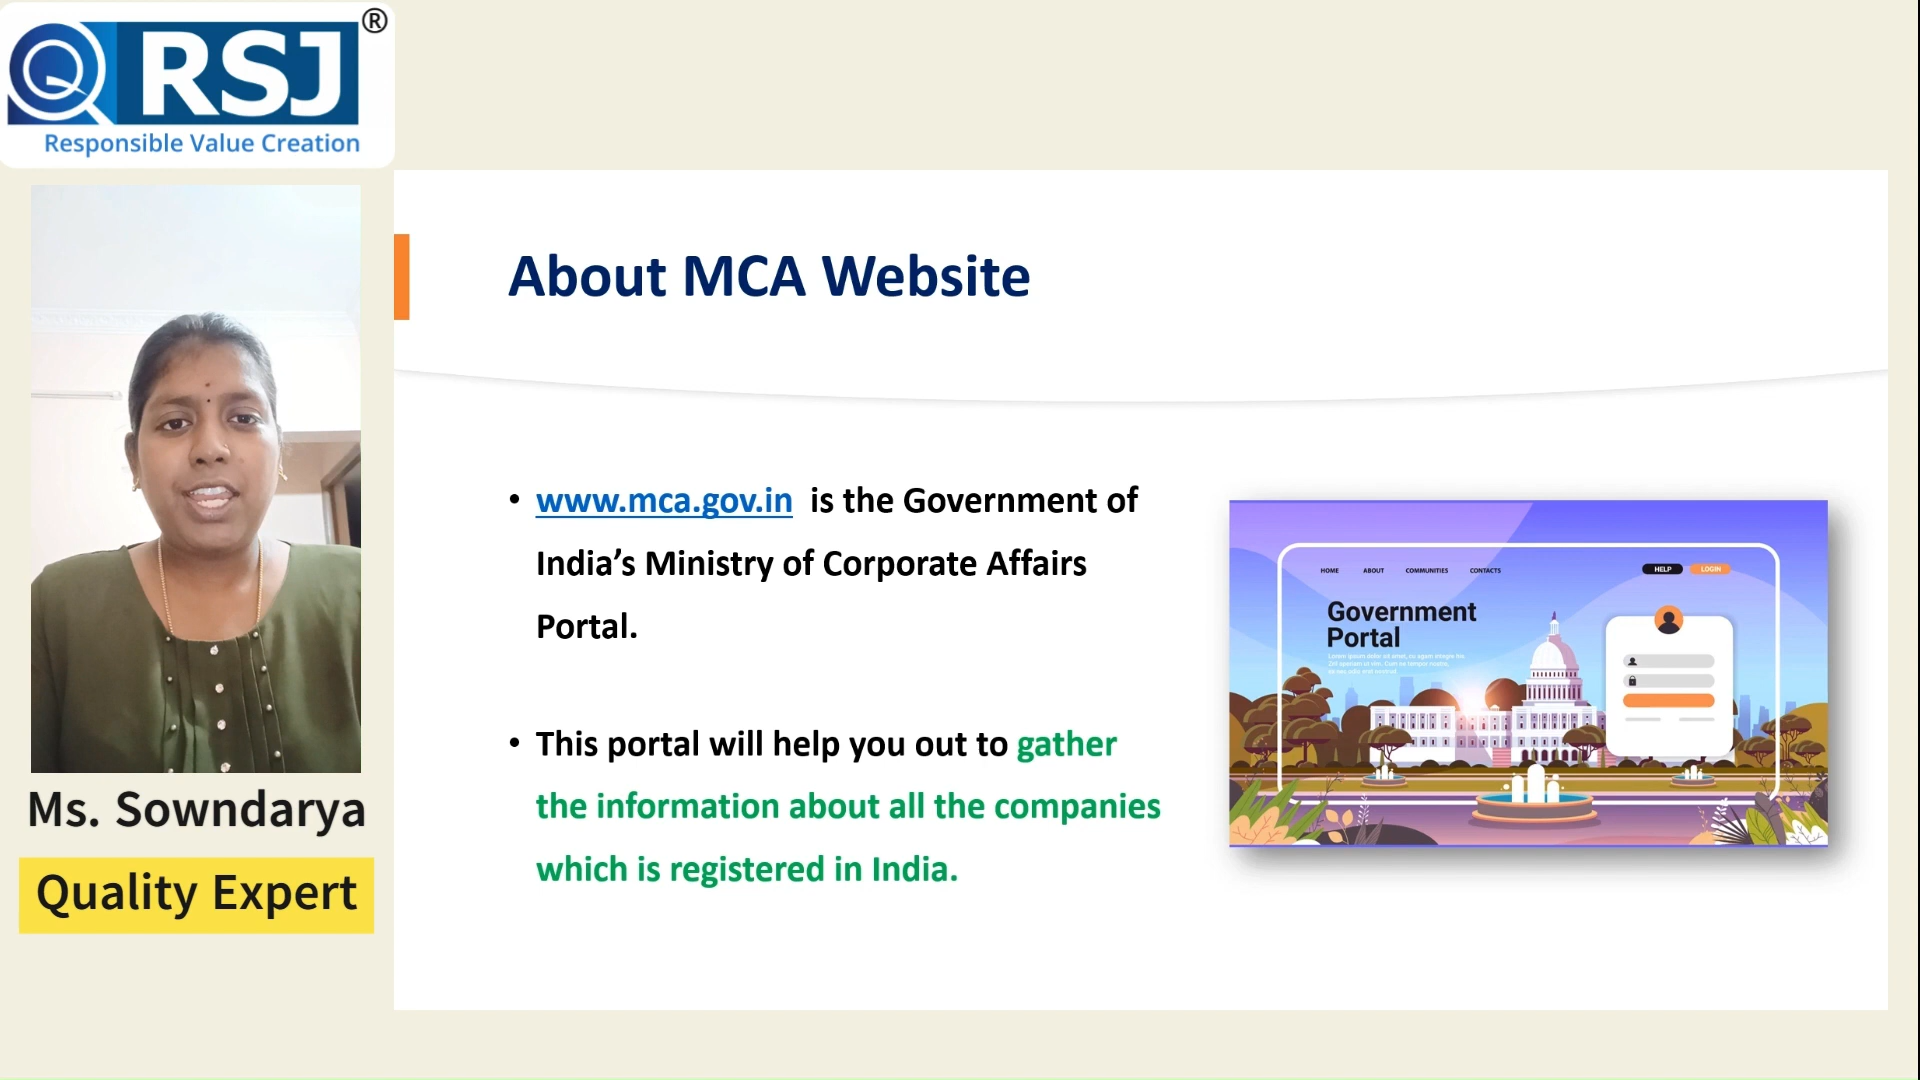 RSJ®
Responsible Value Creation
Ms. Sowndarya
Quality Expert
About MCA Website
• www.mca.gov.in is the Government of
India’s Ministry of Corporate Affairs
Portal.
• This portal will help you out to gather
the information about all the companies
which is registered in India.
HOME ABOUT COMMUNITIES CONTACTS HELP LOGIN
Government
Portal